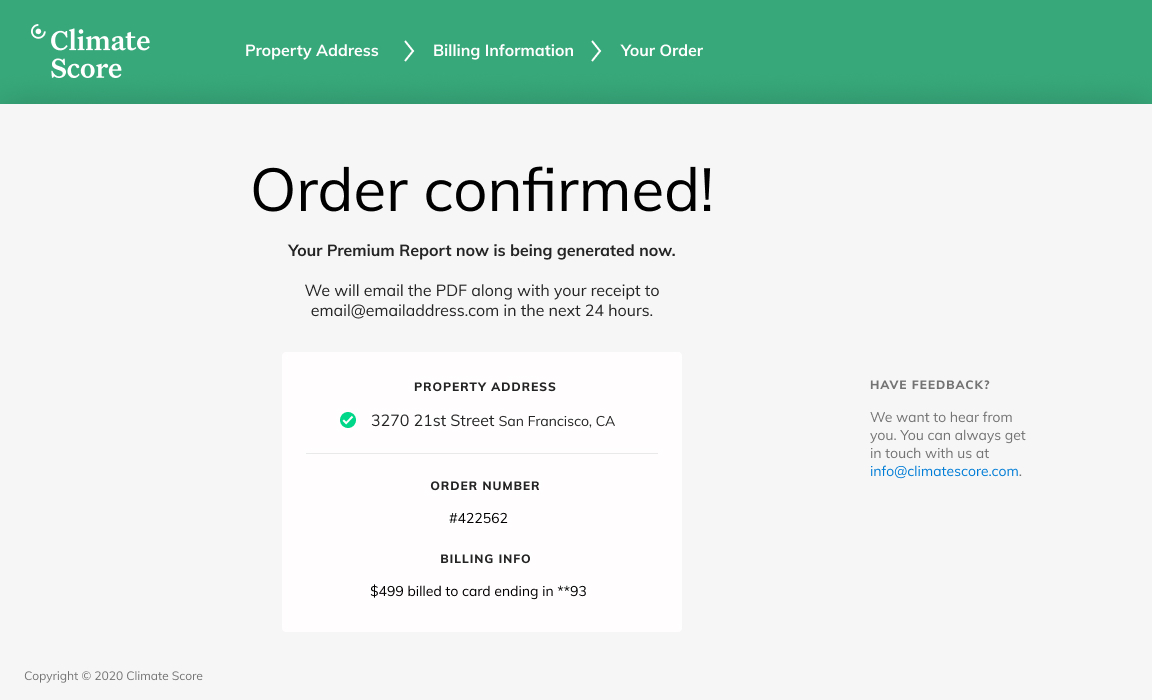 Climate
Score
Property Address
Billing Information
Your Order
Order confirmed!
Your Premium Report now is being generated now.
We will email the PDF along with your receipt to
email@emailaddress.com in the next 24 hours.
PROPERTY ADDRESS
3270 21st Street San Francisco, CA
ORDER NUMBER
#422562
BILLING INFO
$499 billed to card ending in **93
HAVE FEEDBACK?
We want to hear from
you. You can always get
in touch with us at
info@climatescore.com.
Copyright © 2020 Climate Score